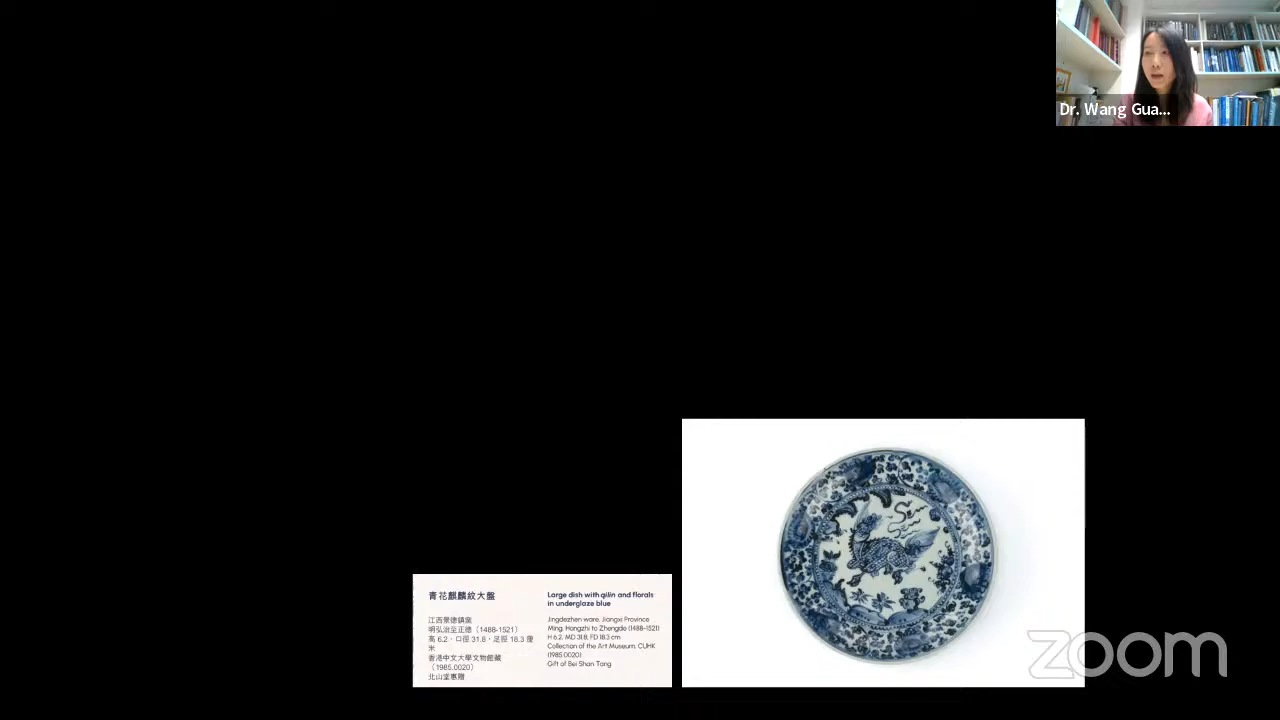 Dr. Wang Gua...
青花麒麟紋大盤
江西景德鎮窯
明弘治至正德（1488-1521）
高 6.2，口徑 31.8，足徑 18.3 厘
米
香港中文大學文物館藏
（1985.0020）
北山堂惠贈
Large dish with qilin and florals
in underglaze blue
Jingdezhen ware, Jiangxi Province
Ming, Hongzhi to Zhengde (1488-1521)
H 6.2, MD 31.8, FD 18.3 cm
Collection of the Art Museum, CUHK
(1985.0020)
Gift of Bei Shan Tang
zoom